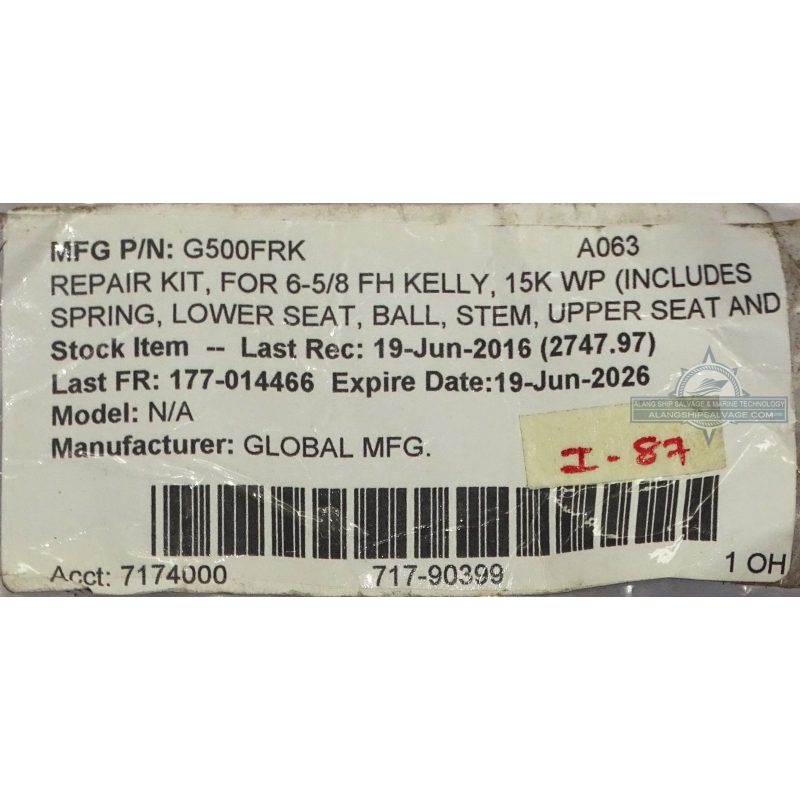 MFG P/N: G500FRK A063
REPAIR KIT, FOR 6-5/8 FH KELLY, 15K WP (INCLUDES
SPRING, LOWER SEAT, BALL, STEM, UPPER SEAT AND
Stock Item -- Last Rec: 19-Jun-2016 (2747.97)
Last FR: 177-014466 Expire Date:19-Jun-2026
ALANG SHIP SALVAGE & MARINE TECHNOLOGY
ALANGSHIPSALVAGE.COM
Model: N/A
Manufacturer: GLOBAL MFG.
I-87
Acct: 7174000 717-90399 1 OH